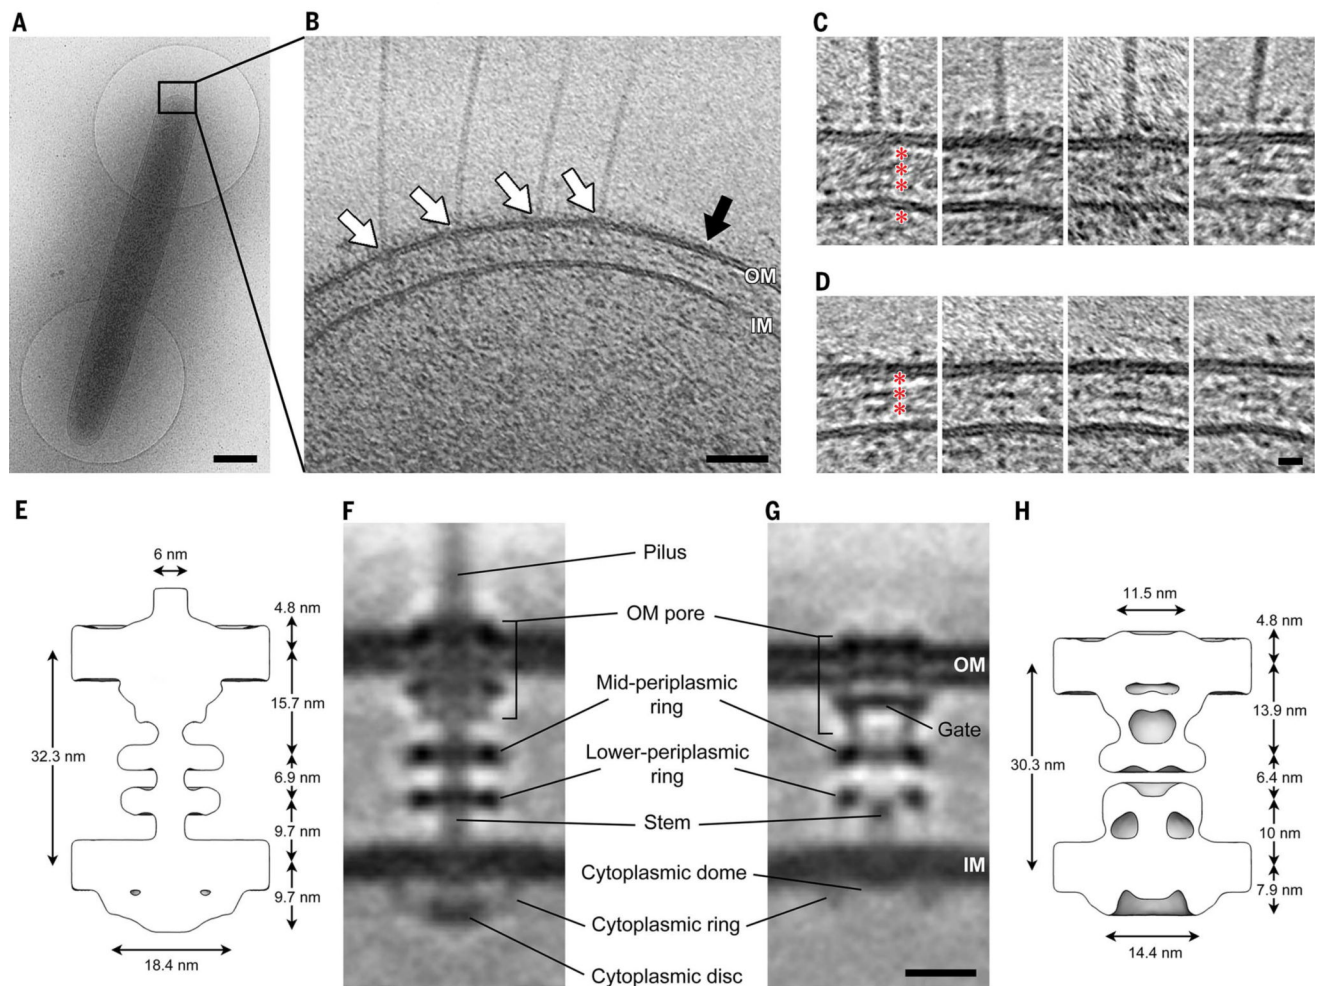 A
B
C
OM
IM
D
E
F
G
H
6 nm
4.8 nm
15.7 nm
32.3 nm
6.9 nm
9.7 nm
9.7 nm
18.4 nm
Pilus
OM pore
OM
Mid-periplasmic
ring
Gate
Lower-periplasmic
ring
Stem
IM
Cytoplasmic dome
Cytoplasmic ring
Cytoplasmic disc
11.5 nm
4.8 nm
13.9 nm
30.3 nm
6.4 nm
10 nm
7.9 nm
14.4 nm